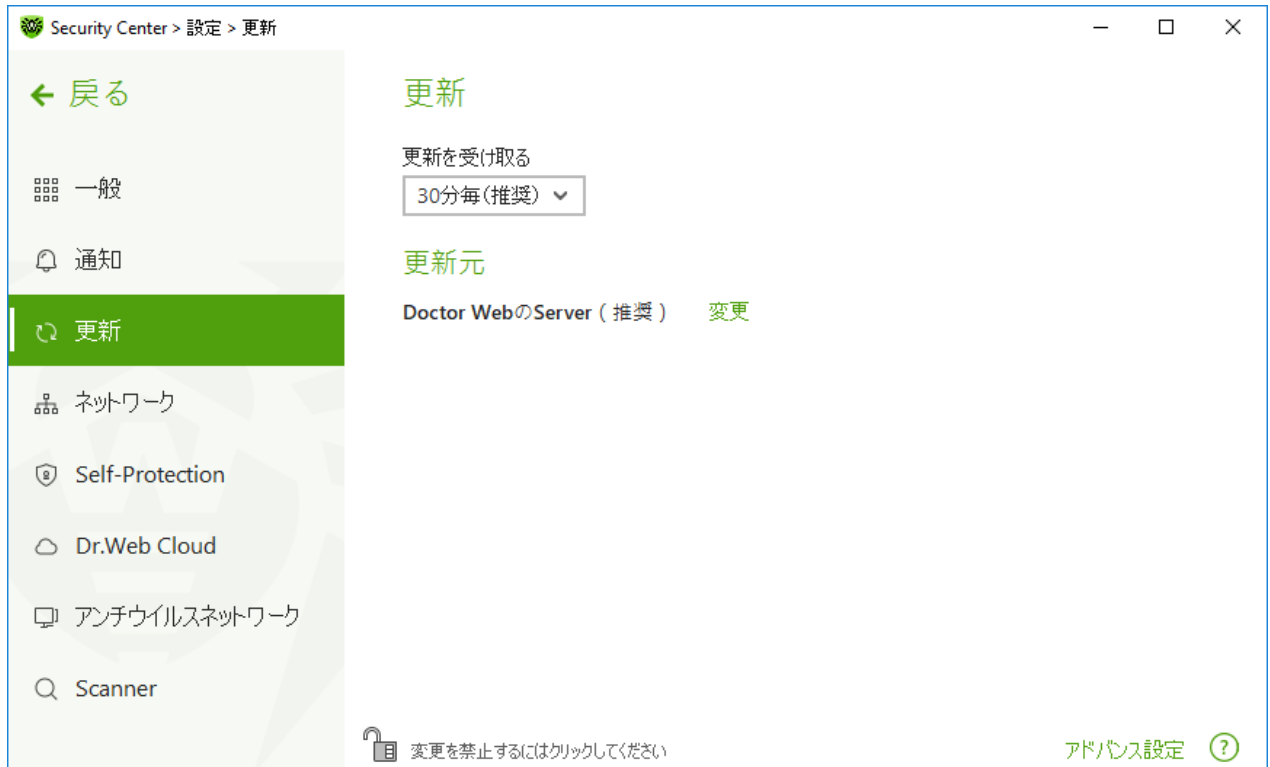 Security Center > 設定 > 更新
戻る
一般
通知
更新
ネットワーク
Self-Protection
Dr.Web Cloud
アンチウイルスネットワーク
Scanner
更新
更新を受け取る
30分毎(推奨)
更新元
Doctor WebのServer ( 推奨 ) 変更
変更を禁止するにはクリックしてください
アドバンス設定 ?